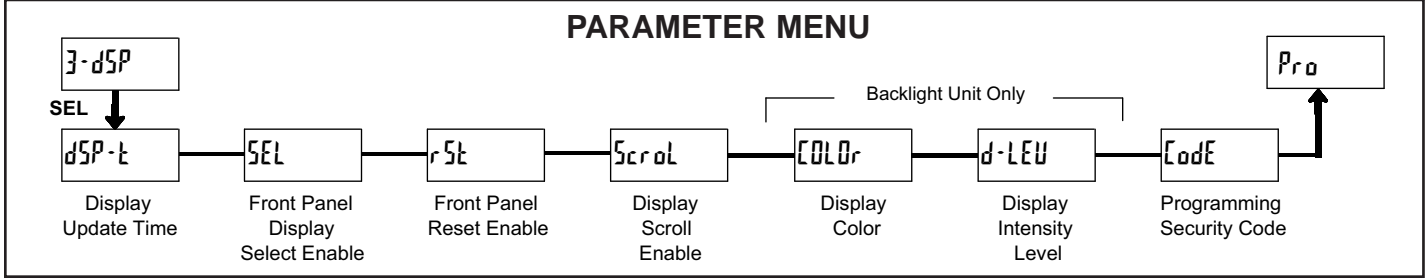 PARAMETER MENU
3-dSP
Pro
SEL
Backlight Unit Only
dSP-t
SEL
rSt
ScroL
COLOr
d-LEV
CodE
Display
Update Time
Front Panel
Display
Select Enable
Front Panel
Reset Enable
Display
Scroll
Enable
Display
Color
Display
Intensity
Level
Programming
Security Code